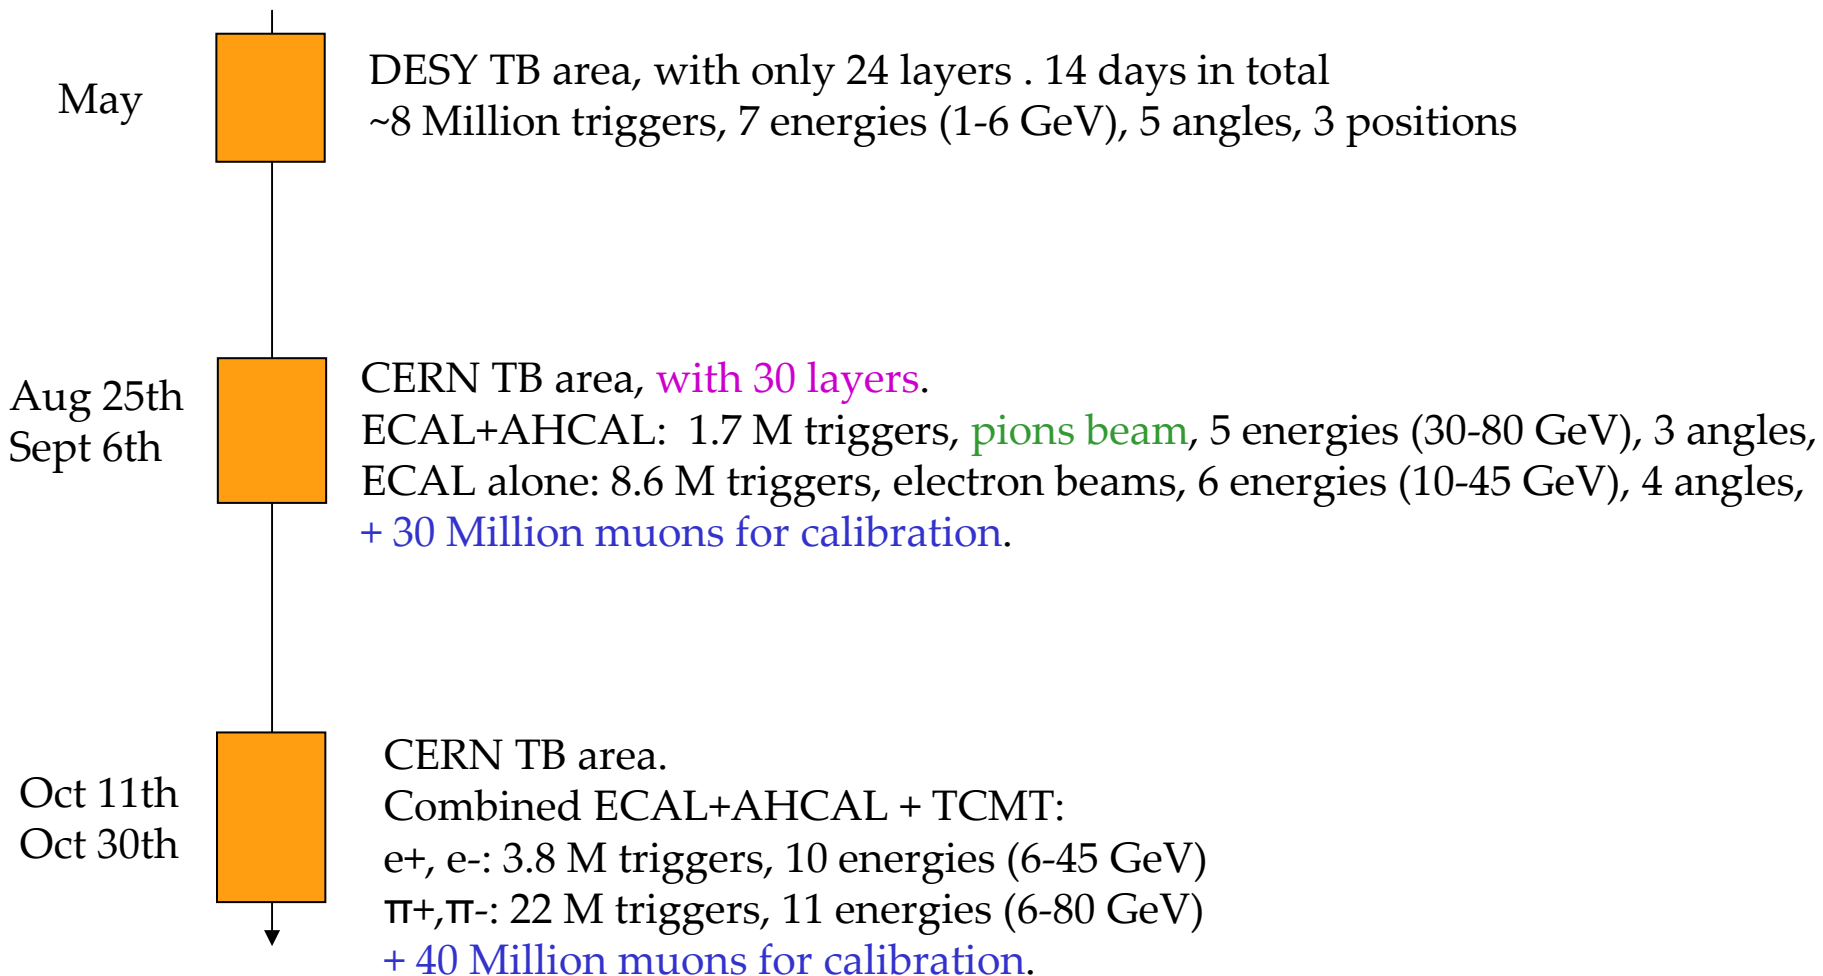 May
DESY TB area, with only 24 layers . 14 days in total
~8 Million triggers, 7 energies (1-6 GeV), 5 angles, 3 positions
Aug 25th
Sept 6th
CERN TB area, with 30 layers.
ECAL+AHCAL:  1.7 M triggers, pions beam, 5 energies (30-80 GeV), 3 angles,
ECAL alone: 8.6 M triggers, electron beams, 6 energies (10-45 GeV), 4 angles,
+ 30 Million muons for calibration.
Oct 11th
Oct 30th
CERN TB area.
Combined ECAL+AHCAL + TCMT:
e+, e-: 3.8 M triggers, 10 energies (6-45 GeV)
π+,π-: 22 M triggers, 11 energies (6-80 GeV)
+ 40 Million muons for calibration.